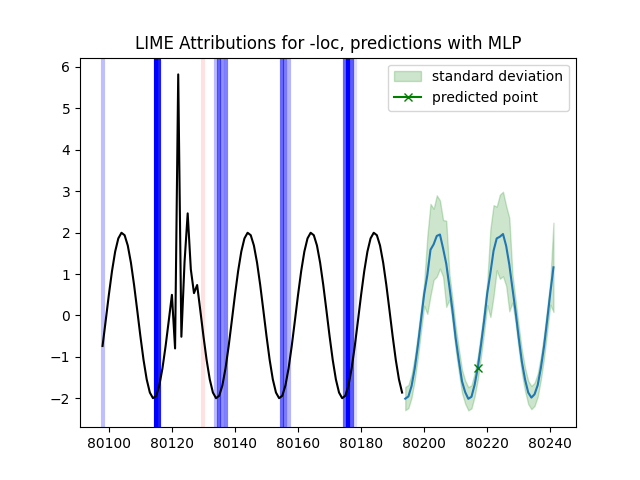 LIME Attributions for -loc, predictions with MLP
standard deviation
predicted point
6
5
4
3
2
1
0
−1
−2
80100 80120 80140 80160 80180 80200 80220 80240